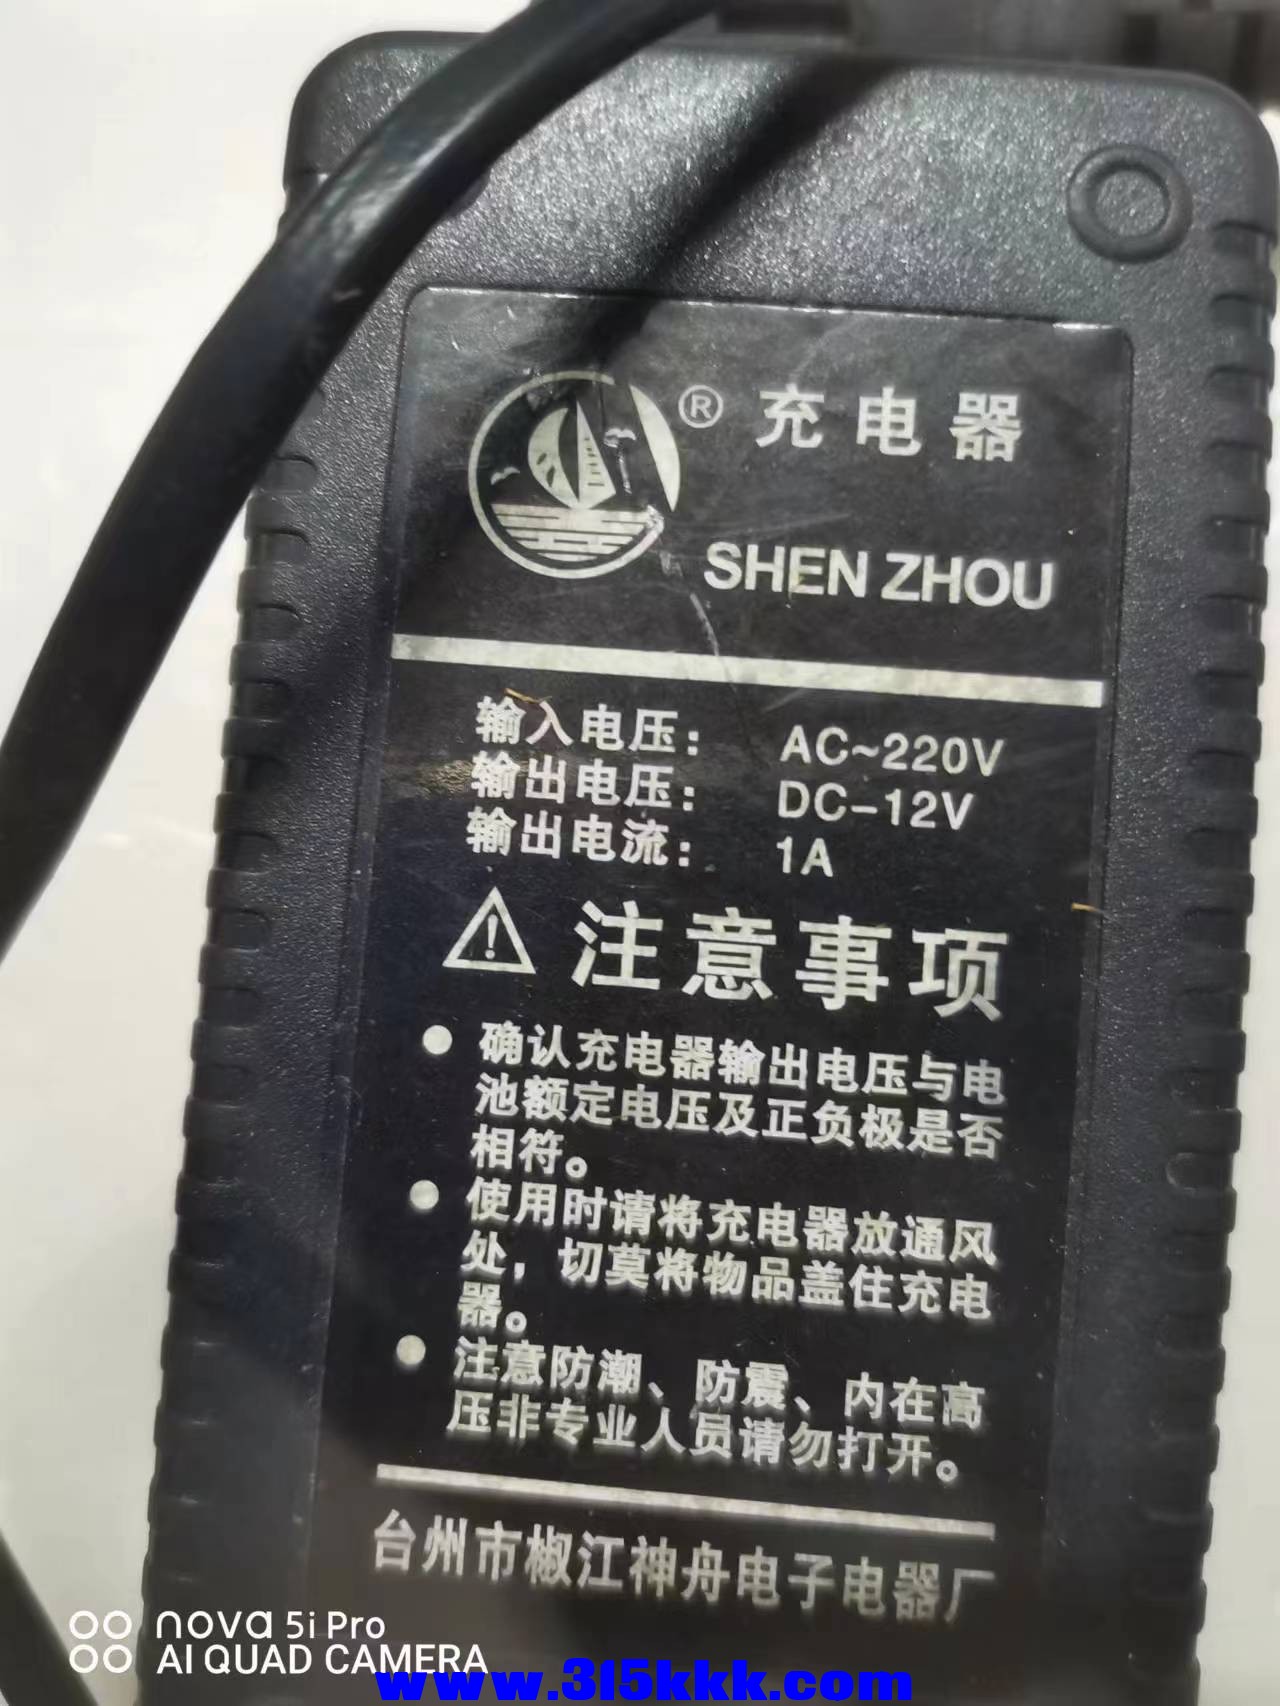 ® 充电器
SHEN ZHOU
输入电压: AC~220V
输出电压: DC-12V
输出电流: 1A
注意事项
● 确认充电器输出电压与电
池额定电压及正负极是否
相符。
● 使用时请将充电器放通风
处，切莫将物品盖住充电
器。
● 注意防潮、防震、内在高
压非专业人员请勿打开。
台州市椒江神舟电子电器厂
nova 5i Pro
AI QUAD CAMERA
www.315kkk.com